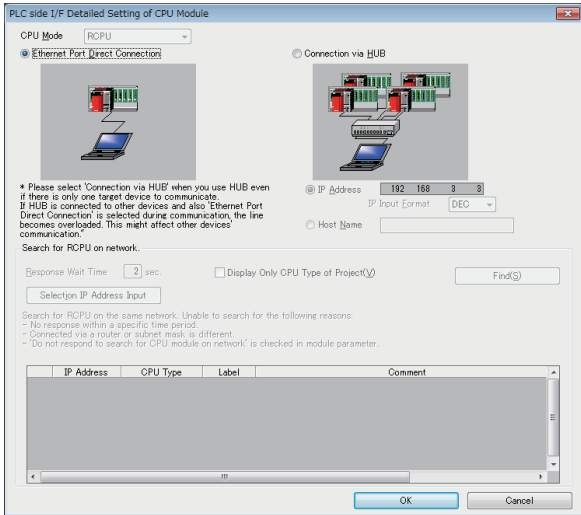 PLC side I/F Detailed Setting of CPU Module
CPU Mode RCPU
Ethernet Port Direct Connection
Connection via HUB
* Please select 'Connection via HUB' when you use HUB even
if there is only one target device to communicate.
If HUB is connected to other devices and also 'Ethernet Port
Direct Connection' is selected during communication, the line
becomes overloaded. This might affect other devices'
communication."
IP Address 192 168 3 3
IP Input Format DEC
Host Name
Search for RCPU on network.
Response Wait Time 2 sec.
Display Only CPU Type of Project(V)
Find(S)
Selection IP Address Input
Search for RCPU on the same network. Unable to search for the following reasons:
- No response within a specific time period.
- Connected via a router or subnet mask is different.
- 'Do not respond to search for CPU module on network' is checked in module parameter.
IP Address CPU Type Label Comment
OK Cancel